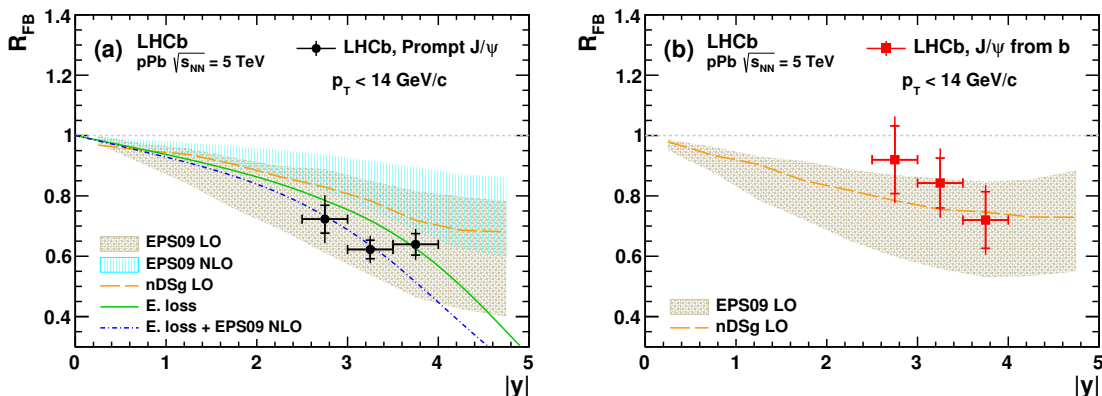 R_FB
1.4
1.2
1
0.8
0.6
0.4
(a)
LHCb
pPb √s_NN = 5 TeV
LHCb, Prompt J/ψ
p_T < 14 GeV/c
EPS09 LO
EPS09 NLO
nDSg LO
E. loss
E. loss + EPS09 NLO
0 1 2 3 4 5
|y|
R_FB
1.4
1.2
1
0.8
0.6
0.4
(b)
LHCb
pPb √s_NN = 5 TeV
LHCb, J/ψ from b
p_T < 14 GeV/c
EPS09 LO
nDSg LO
0 1 2 3 4 5
|y|